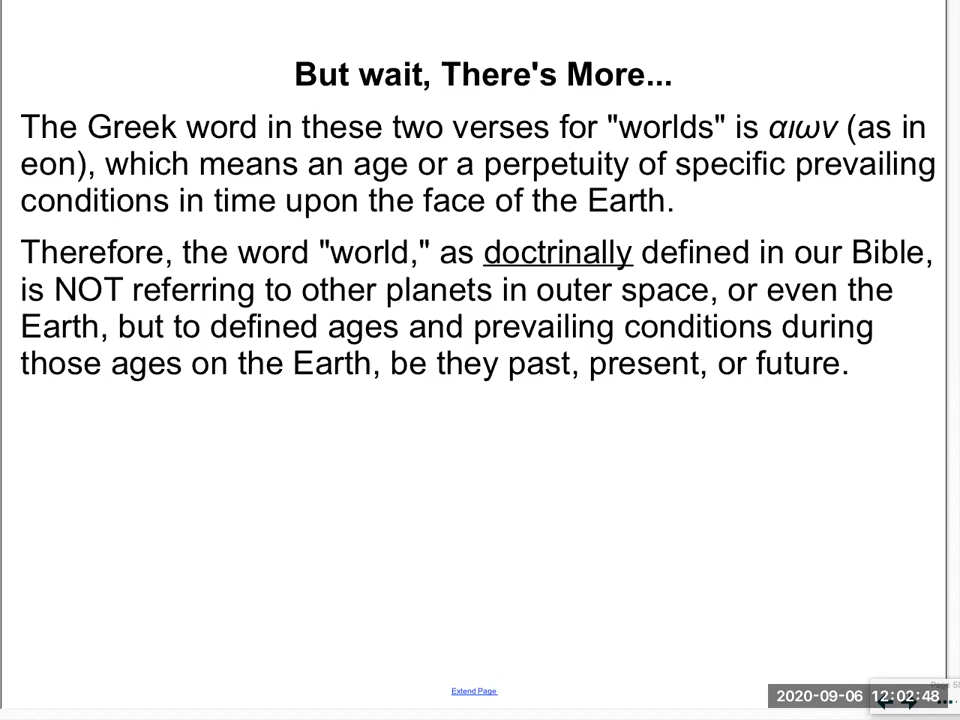 But wait, There's More...
The Greek word in these two verses for "worlds" is αιων (as in
eon), which means an age or a perpetuity of specific prevailing
conditions in time upon the face of the Earth.
Therefore, the word "world," as doctrinally defined in our Bible,
is NOT referring to other planets in outer space, or even the
Earth, but to defined ages and prevailing conditions during
those ages on the Earth, be they past, present, or future.
Extend Page
2020-09-06 12:02:48